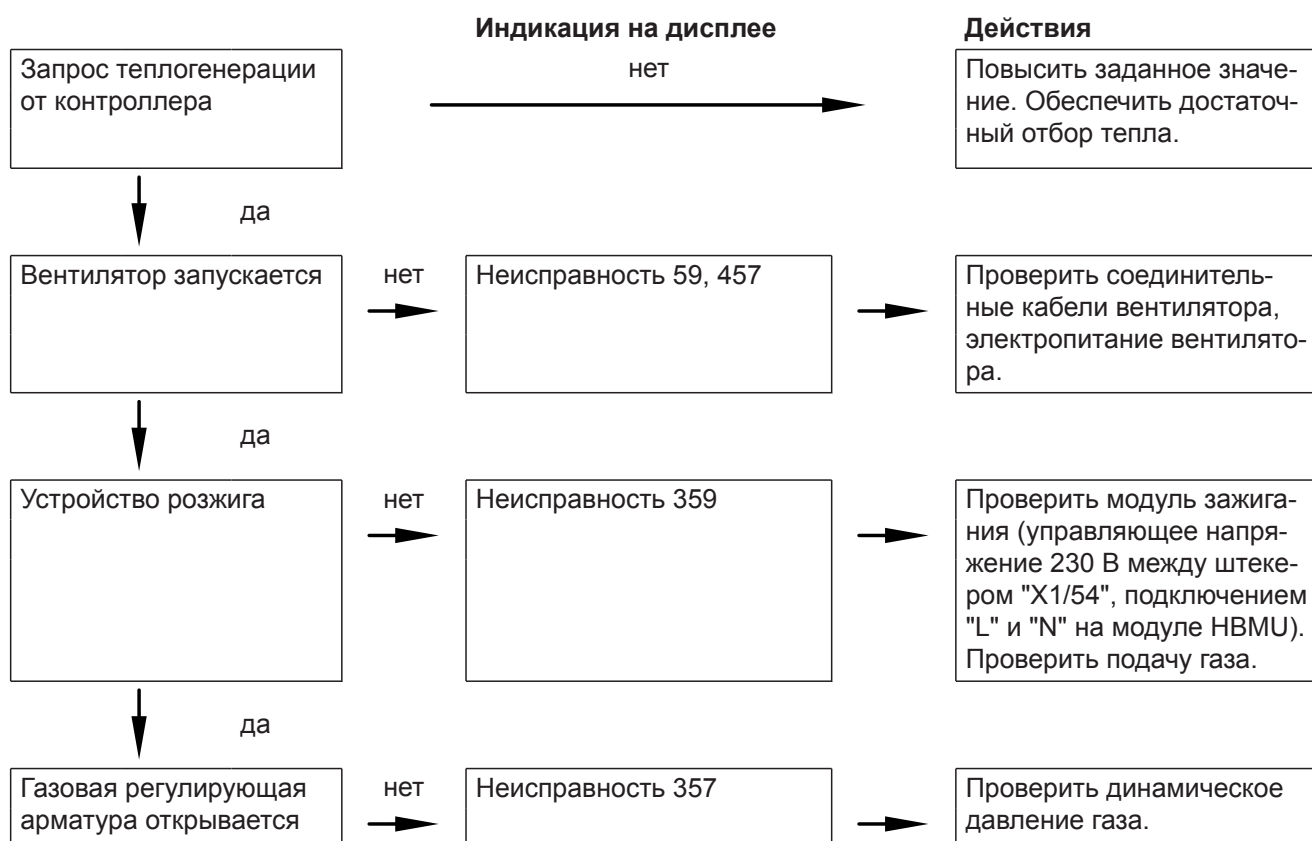 Индикация на дисплее
Действия
Запрос теплогенерации
от контроллера
нет
Повысить заданное значе-
ние. Обеспечить достаточ-
ный отбор тепла.
да
Вентилятор запускается
нет
Неисправность 59, 457
Проверить соединитель-
ные кабели вентилятора,
электропитание вентилято-
ра.
да
Устройство розжига
нет
Неисправность 359
Проверить модуль зажига-
ния (управляющее напря-
жение 230 В между штеке-
ром "X1/54", подключением
"L" и "N" на модуле HBMU).
Проверить подачу газа.
да
Газовая регулирующая
арматура открывается
нет
Неисправность 357
Проверить динамическое
давление газа.